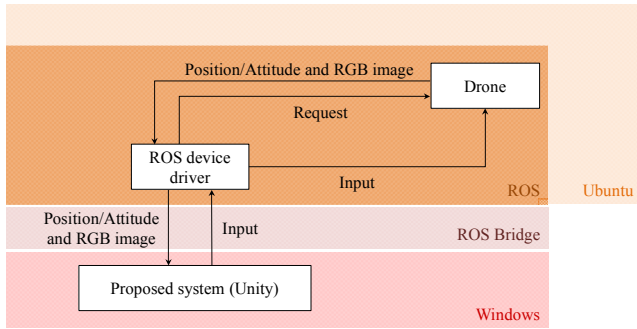 Position/Attitude and RGB image
Drone
Request
ROS device
driver
Input
ROS
Ubuntu
Position/Attitude
and RGB image
Input
ROS Bridge
Proposed system (Unity)
Windows